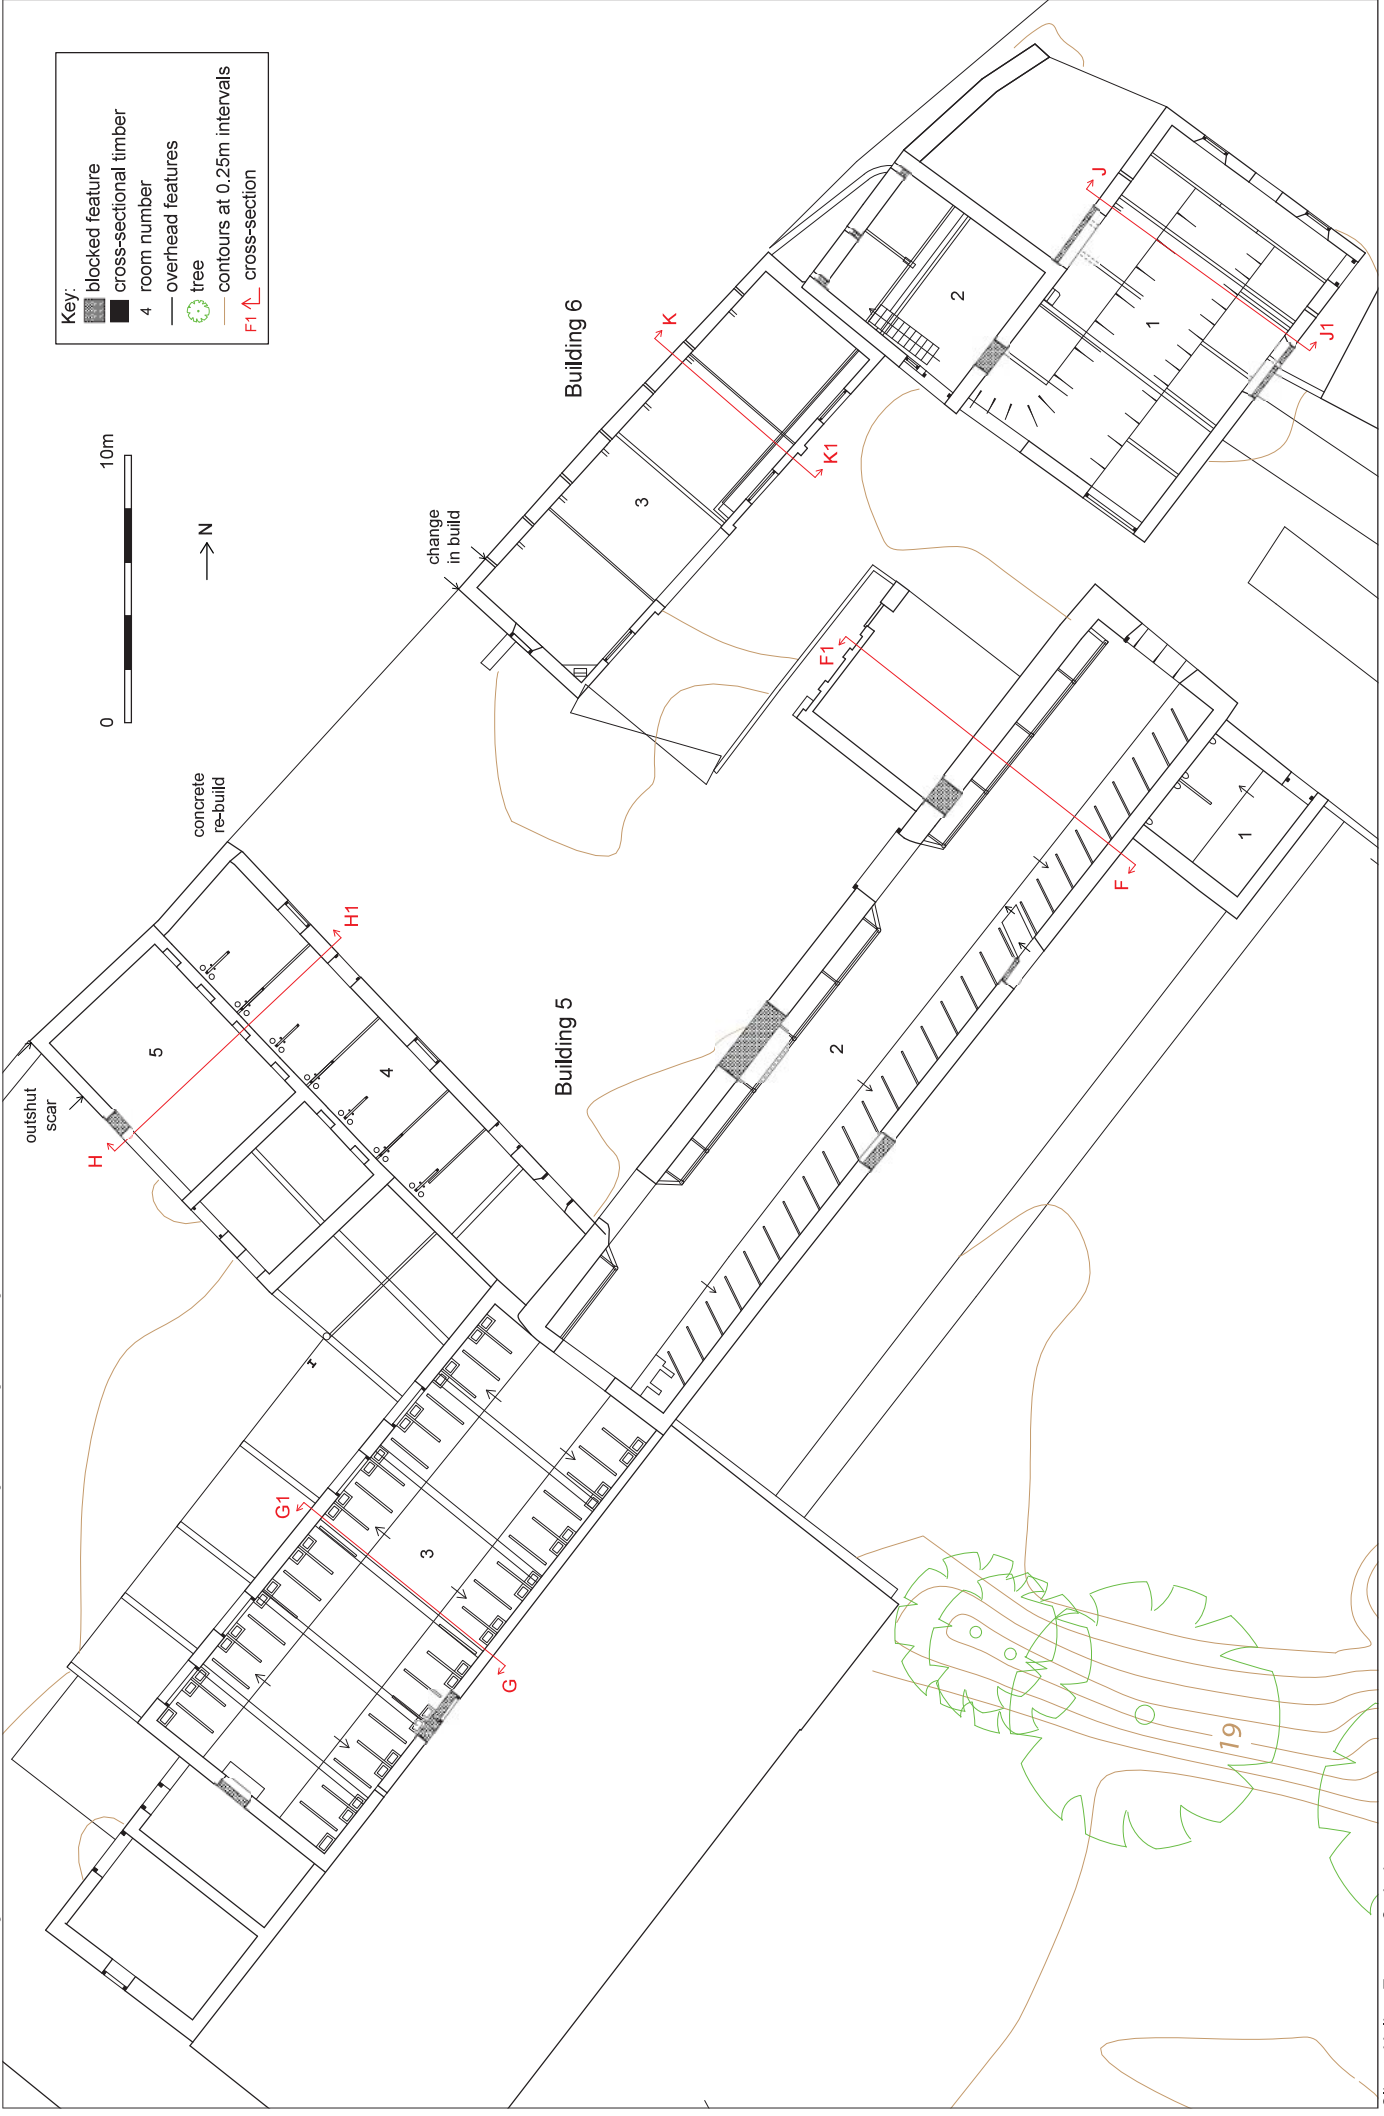 Key:
blocked feature
cross-sectional timber
4 room number
overhead features
tree
contours at 0.25m intervals
F1 cross-section
0 10m
N
Building 6
change
in build
concrete
re-build
outshut
scar
Building 5
H
H1
G
G1
F
F1
K
K1
J
J1
5
4
3
2
1
3
2
1
19